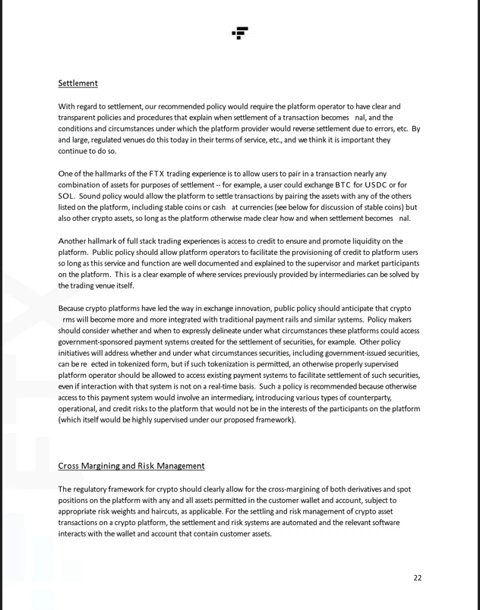 Settlement
With regard to settlement, our recommended policy would require the platform operator to have clear and
transparent policies and procedures that explain when settlement of a transaction becomes nal, and the
conditions and circumstances under which the platform provider would reverse settlement due to errors, etc. By
and large, regulated venues do this today in their terms of service, etc., and we think it is important they
continue to do so.
One of the hallmarks of the FTX trading experience is to allow users to pair in a transaction nearly any
combination of assets for purposes of settlement -- for example, a user could exchange BTC for USDC or for
SOL. Sound policy would allow the platform to settle transactions by pairing the assets with any of the others
listed on the platform, including stable coins or cash at currencies (see below for discussion of stable coins) but
also other crypto assets, so long as the platform otherwise made clear how and when settlement becomes nal.
Another hallmark of full stack trading experiences is access to credit to ensure and promote liquidity on the
platform. Public policy should allow platform operators to facilitate the provisioning of credit to platform users
so long as this service and function are well documented and explained to the supervisor and market participants
on the platform. This is a clear example of where services previously provided by intermediaries can be solved by
the trading venue itself.
Because crypto platforms have led the way in exchange innovation, public policy should anticipate that crypto
rms will become more and more integrated with traditional payment rails and similar systems. Policy makers
should consider whether and when to expressly delineate under what circumstances these platforms could access
government-sponsored payment systems created for the settlement of securities, for example. Other policy
initiatives will address whether and under what circumstances securities, including government-issued securities,
can be re ected in tokenized form, but if such tokenization is permitted, an otherwise properly supervised
platform operator should be allowed to access existing payment systems to facilitate settlement of such securities,
even if interaction with that system is not on a real-time basis. Such a policy is recommended because otherwise
access to this payment system would involve an intermediary, introducing various types of counterparty,
operational, and credit risks to the platform that would not be in the interests of the participants on the platform
(which itself would be highly supervised under our proposed framework).
Cross Margining and Risk Management
The regulatory framework for crypto should clearly allow for the cross-margining of both derivatives and spot
positions on the platform with any and all assets permitted in the customer wallet and account, subject to
appropriate risk weights and haircuts, as applicable. For the settling and risk management of crypto asset
transactions on a crypto platform, the settlement and risk systems are automated and the relevant software
interacts with the wallet and account that contain customer assets.
22